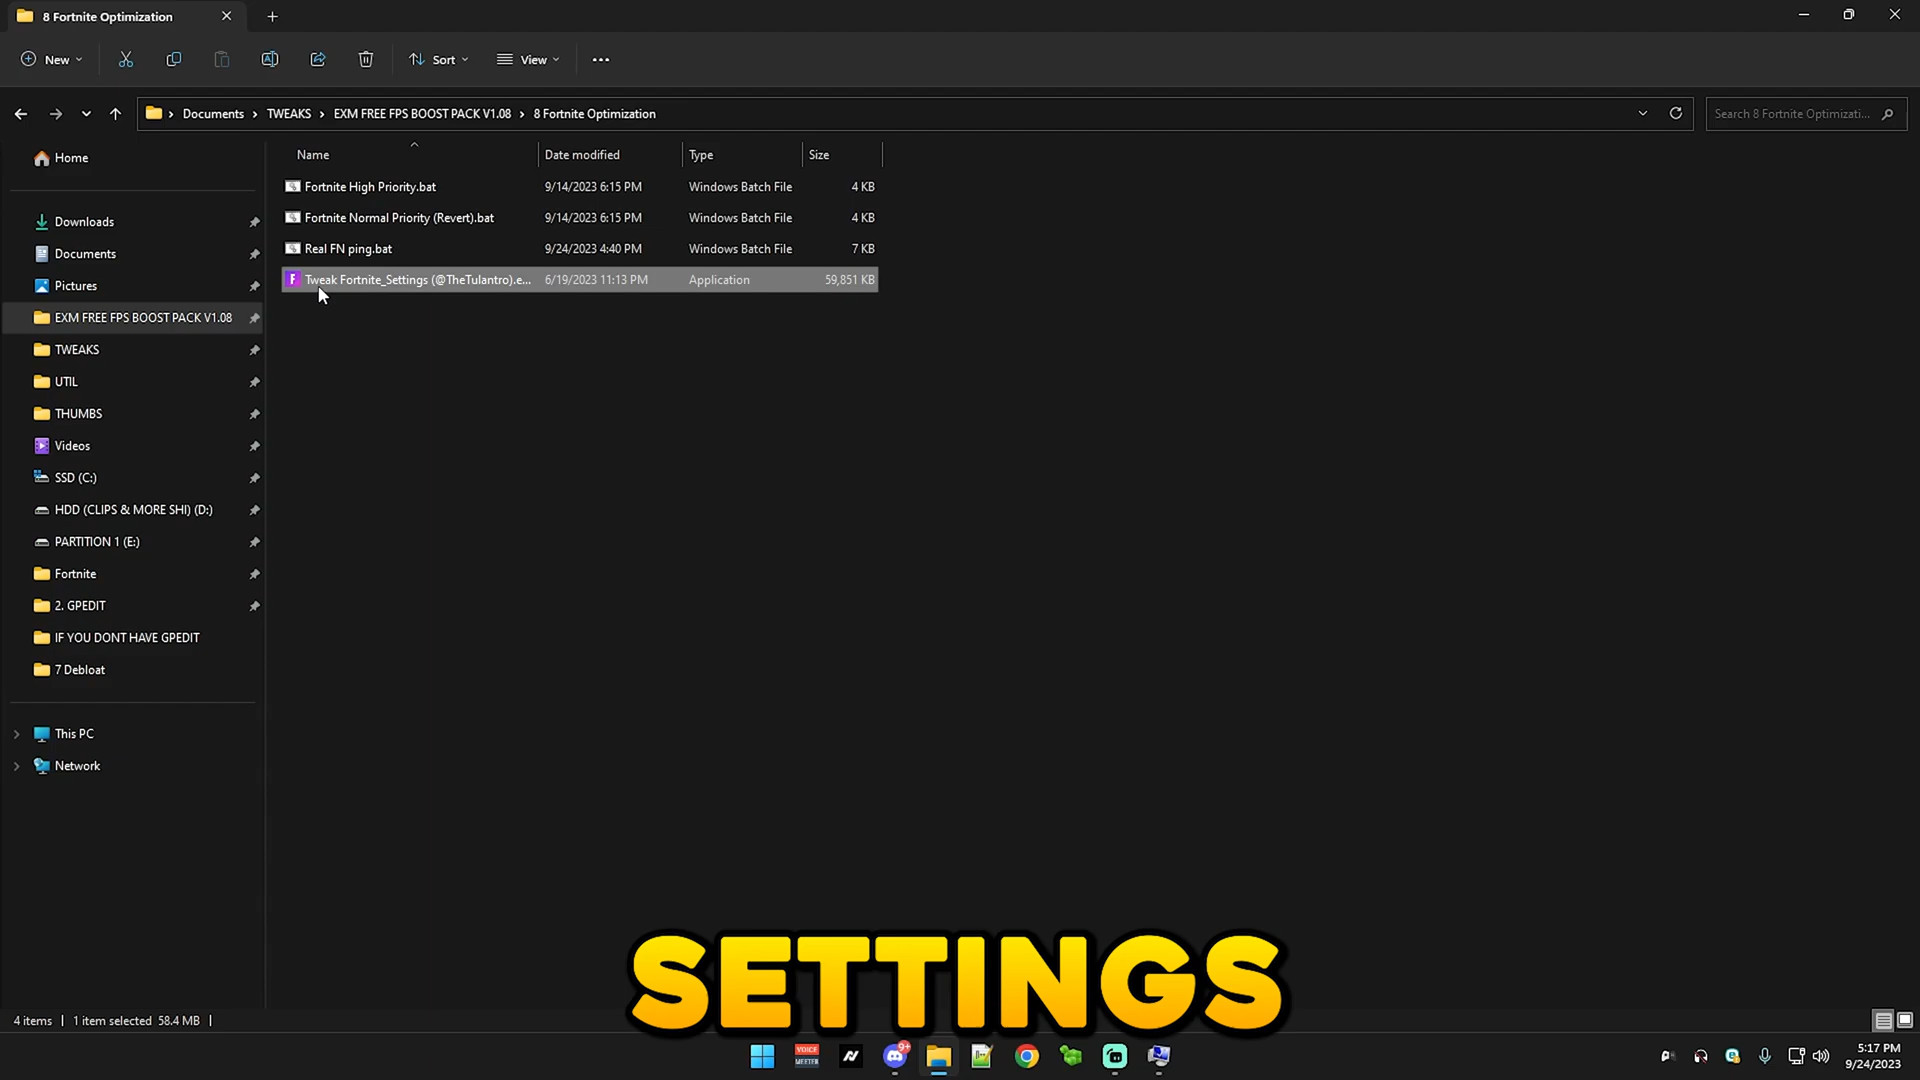 8 Fortnite Optimization
New
Sort
View
Documents > TWEAKS > EXM FREE FPS BOOST PACK V1.08 > 8 Fortnite Optimization
Search 8 Fortnite Optimizati...
Name Date modified Type Size
Fortnite High Priority.bat 9/14/2023 6:15 PM Windows Batch File 4 KB
Fortnite Normal Priority (Revert).bat 9/14/2023 6:15 PM Windows Batch File 4 KB
Real FN ping.bat 9/24/2023 4:40 PM Windows Batch File 7 KB
Tweak Fortnite_Settings (@TheTulantro).e... 6/19/2023 11:13 PM Application 59,851 KB
Home
Downloads
Documents
Pictures
EXM FREE FPS BOOST PACK V1.08
TWEAKS
UTIL
THUMBS
Videos
SSD (C:)
HDD (CLIPS & MORE SHI) (D:)
PARTITION 1 (E:)
Fortnite
2. GPEDIT
IF YOU DONT HAVE GPEDIT
7 Debloat
This PC
Network
SETTINGS
4 items 1 item selected 58.4 MB
VOICE
MEETER
9+
5:17 PM
9/24/2023